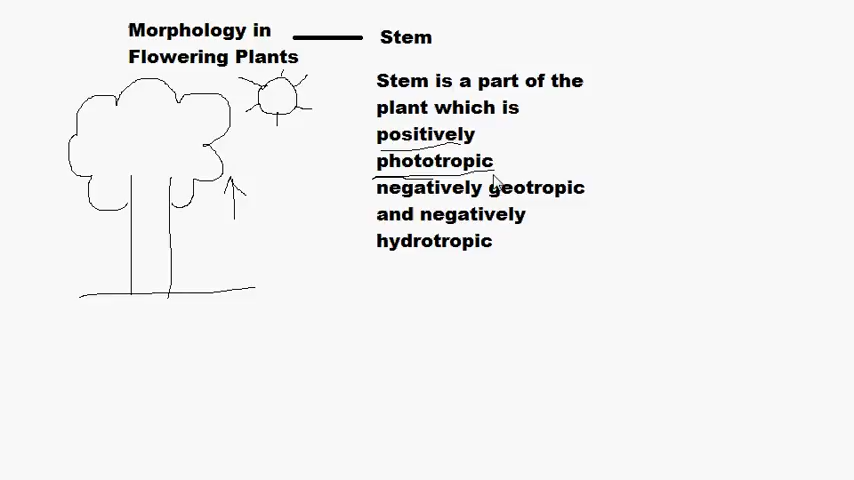 Morphology in
Flowering Plants
Stem
Stem is a part of the
plant which is
positively
phototropic
negatively geotropic
and negatively
hydrotropic